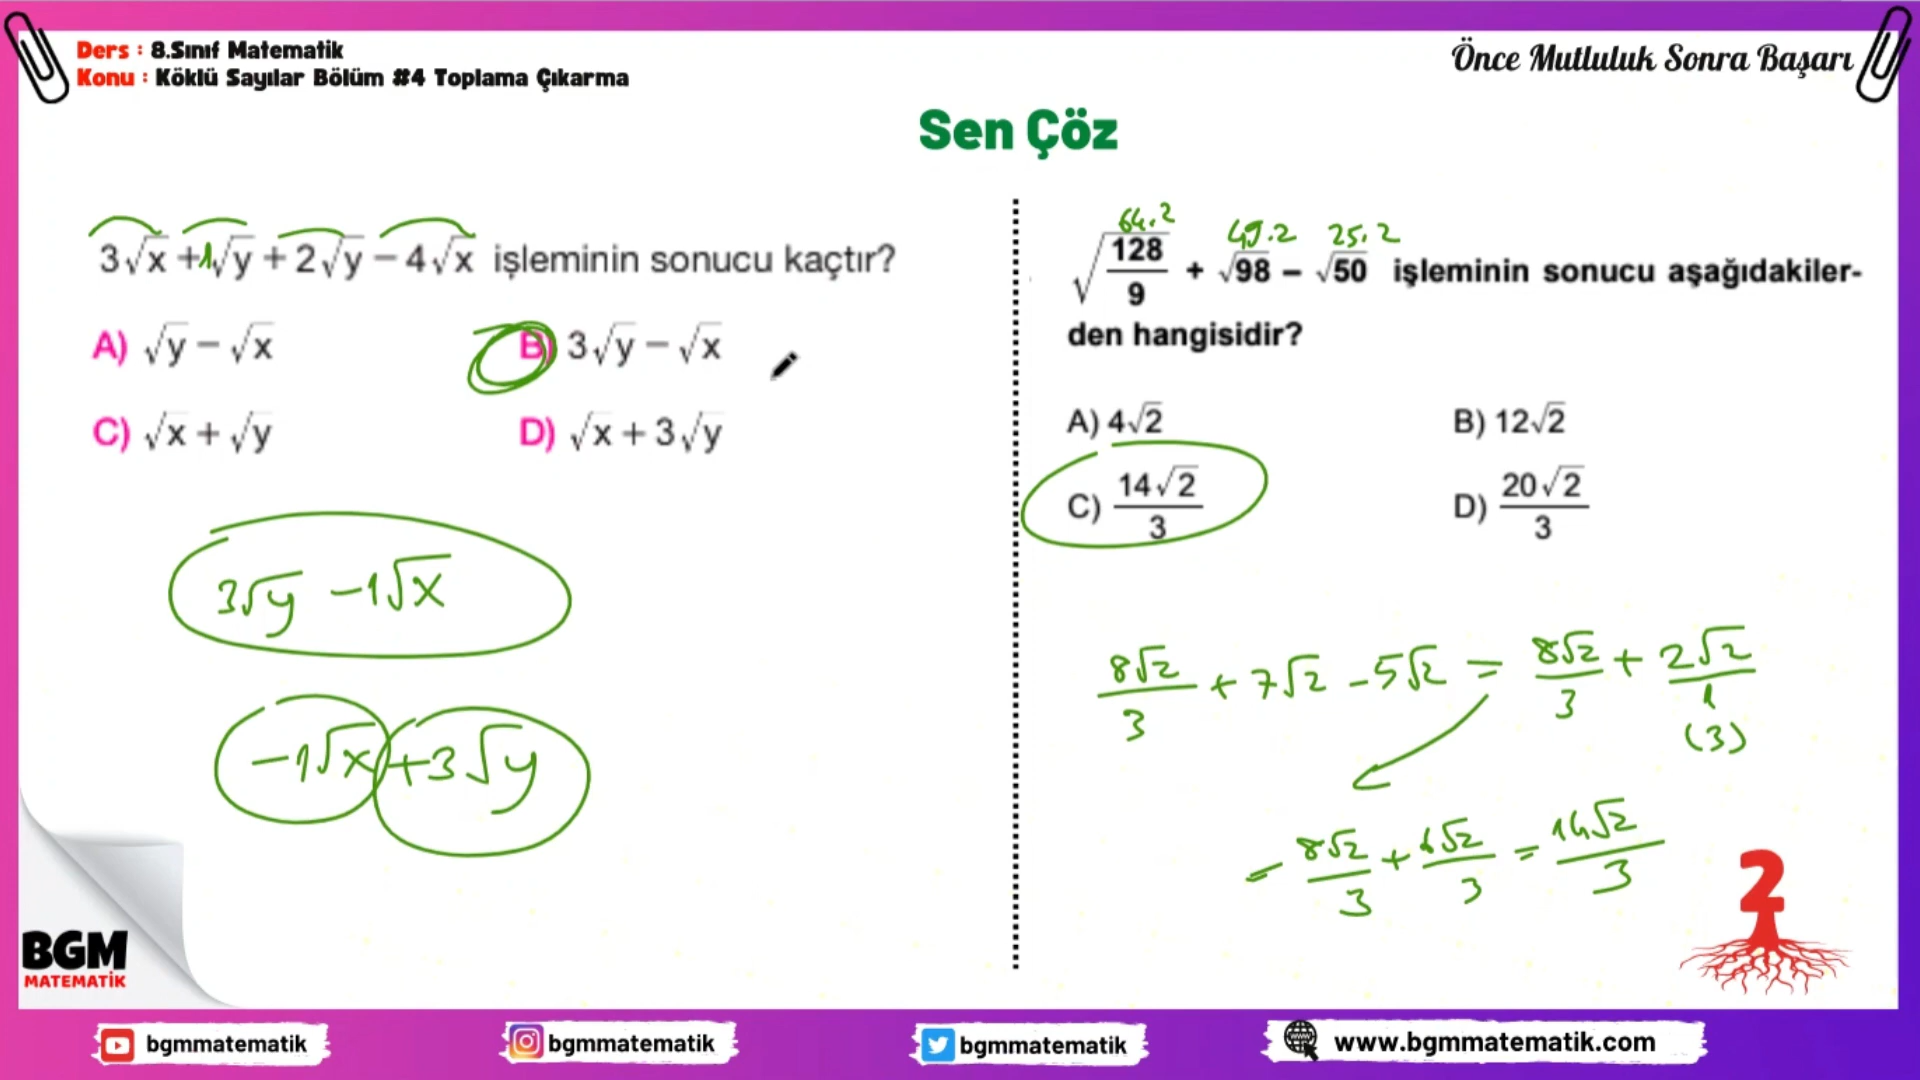 Ders : 8.Sınıf Matematik
Konu : Köklü Sayılar Bölüm #4 Toplama Çıkarma
Önce Mutluluk Sonra Başarı
Sen Çöz
3√x +1√y + 2√y − 4√x işleminin sonucu kaçtır?
A) √y − √x
B) 3√y − √x
C) √x + √y
D) √x + 3√y
3√y −1√x
−1√x +3√y
64.2 49.2 25.2
√(128/9) + √98 − √50 işleminin sonucu aşağıdakiler-
den hangisidir?
A) 4√2
B) 12√2
C) 14√2/3
D) 20√2/3
8√2/3 + 7√2 − 5√2 = 8√2/3 + 2√2/1
(3)
= 8√2/3 + 6√2/3 = 14√2/3
2
BGM
MATEMATİK
bgmmatematik
bgmmatematik
bgmmatematik
www.bgmmatematik.com